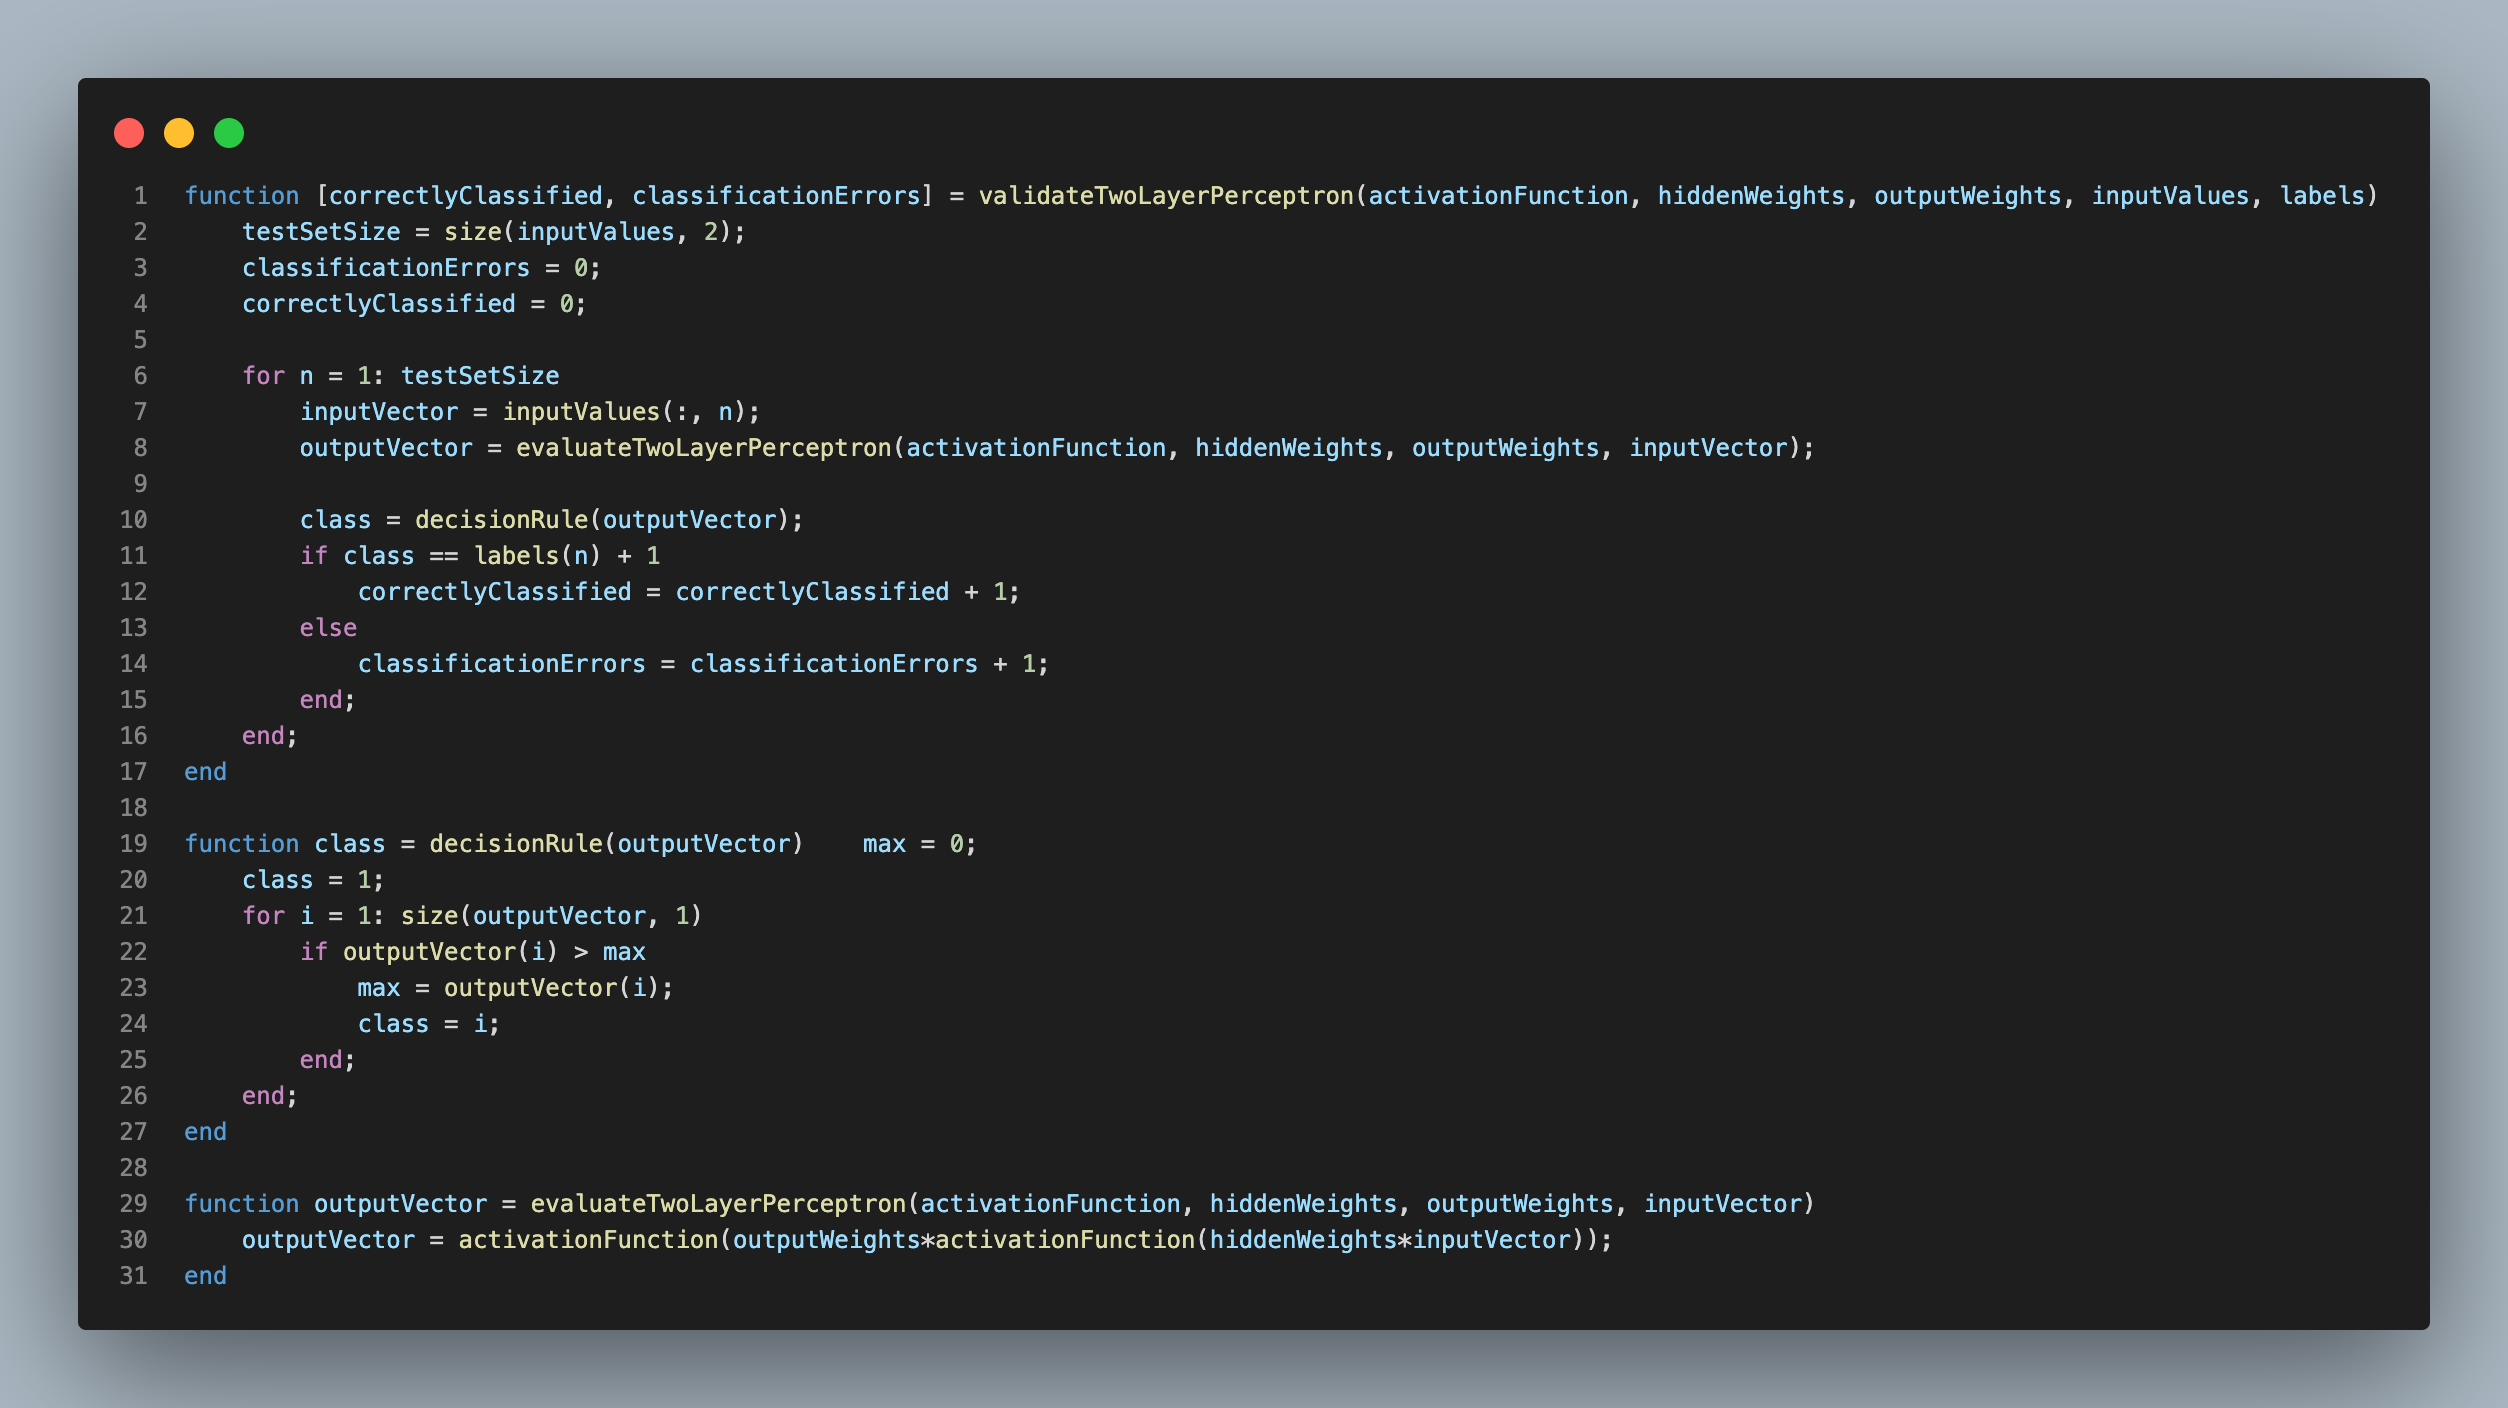 1 function [correctlyClassified, classificationErrors] = validateTwoLayerPerceptron(activationFunction, hiddenWeights, outputWeights, inputValues, labels)
2     testSetSize = size(inputValues, 2);
3     classificationErrors = 0;
4     correctlyClassified = 0;
5
6     for n = 1: testSetSize
7         inputVector = inputValues(:, n);
8         outputVector = evaluateTwoLayerPerceptron(activationFunction, hiddenWeights, outputWeights, inputVector);
9
10         class = decisionRule(outputVector);
11         if class == labels(n) + 1
12             correctlyClassified = correctlyClassified + 1;
13         else
14             classificationErrors = classificationErrors + 1;
15         end;
16     end;
17 end
18
19 function class = decisionRule(outputVector)    max = 0;
20     class = 1;
21     for i = 1: size(outputVector, 1)
22         if outputVector(i) > max
23             max = outputVector(i);
24             class = i;
25         end;
26     end;
27 end
28
29 function outputVector = evaluateTwoLayerPerceptron(activationFunction, hiddenWeights, outputWeights, inputVector)
30     outputVector = activationFunction(outputWeights*activationFunction(hiddenWeights*inputVector));
31 end